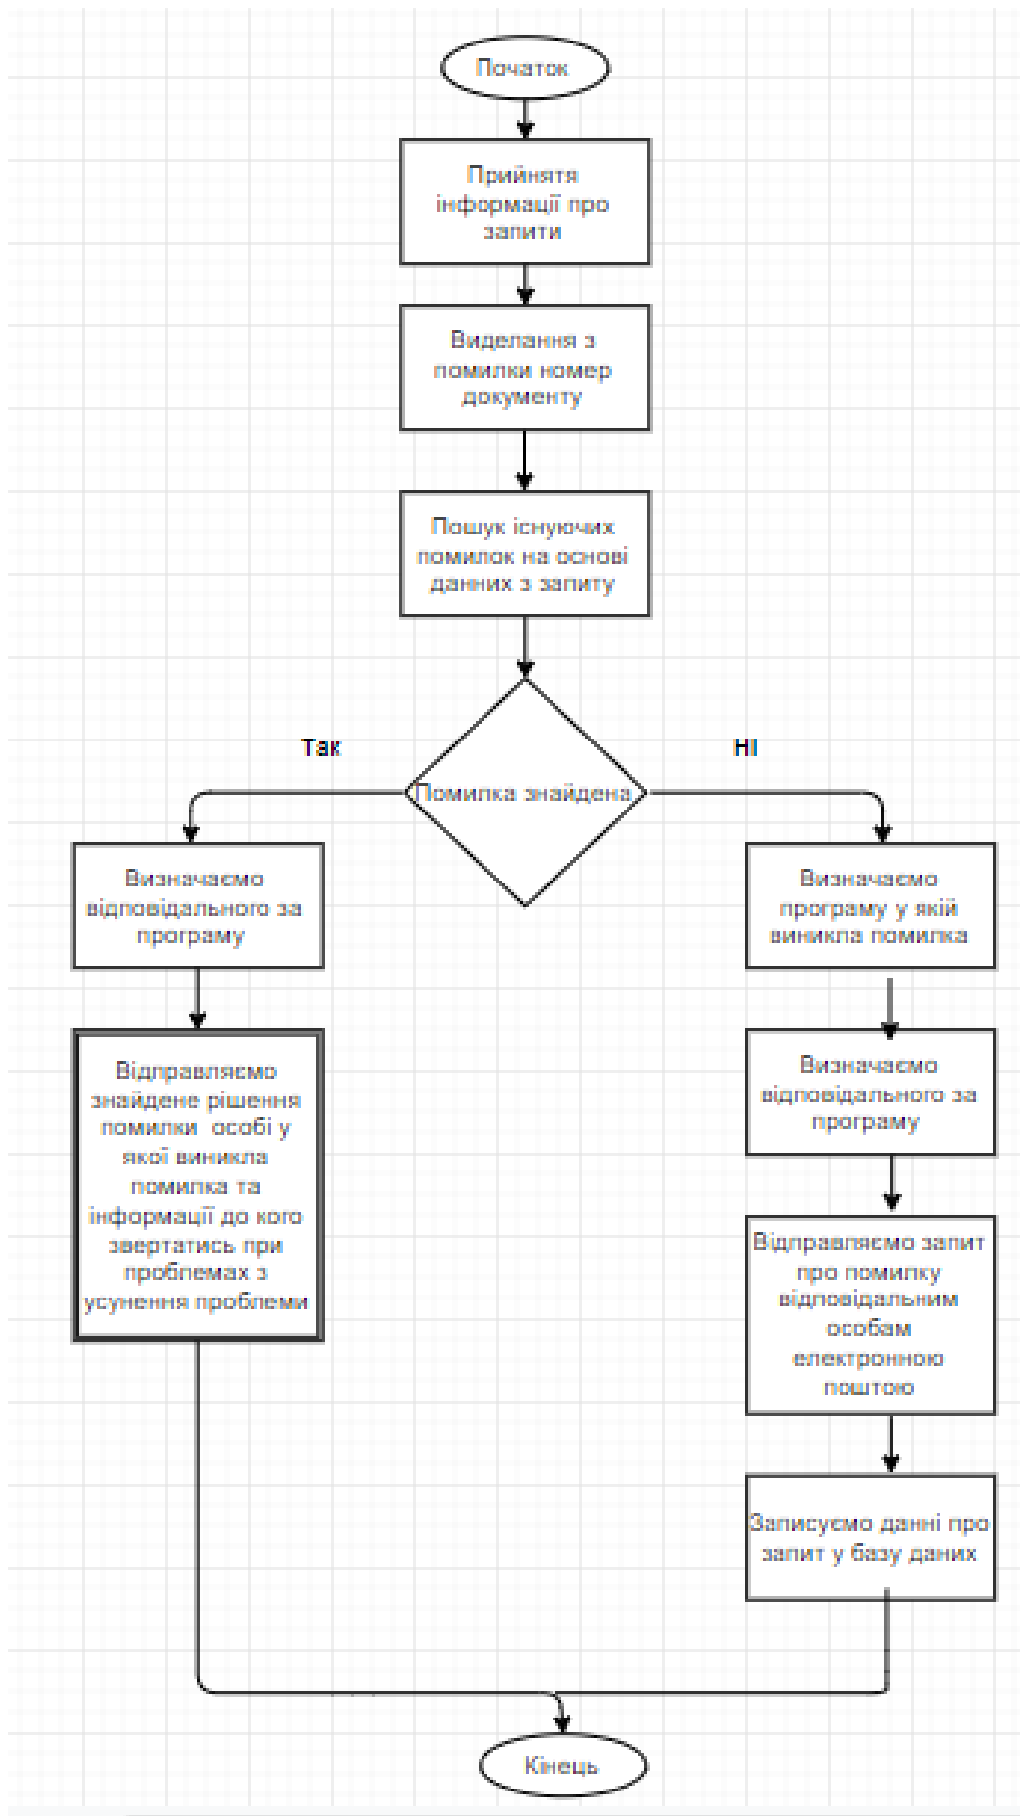 Початок
Прийнятя
інформації про
запити
Виделання з
помилки номер
документу
Пошук існуючих
помилок на основі
данних з запиту
Так
НІ
Помилка знайдена
Визначаємо
відповідального за
програму
Відправляємо
знайдене рішення
помилки особі у
якої виникла
помилка та
інформації до кого
звертатись при
проблемах з
усунення проблеми
Визначаємо
програму у якій
виникла помилка
Визначаємо
відповідального за
програму
Відправляємо запит
про помилку
відповідальним
особам
електронною
поштою
Записуємо данні про
запит у базу даних
Кінець